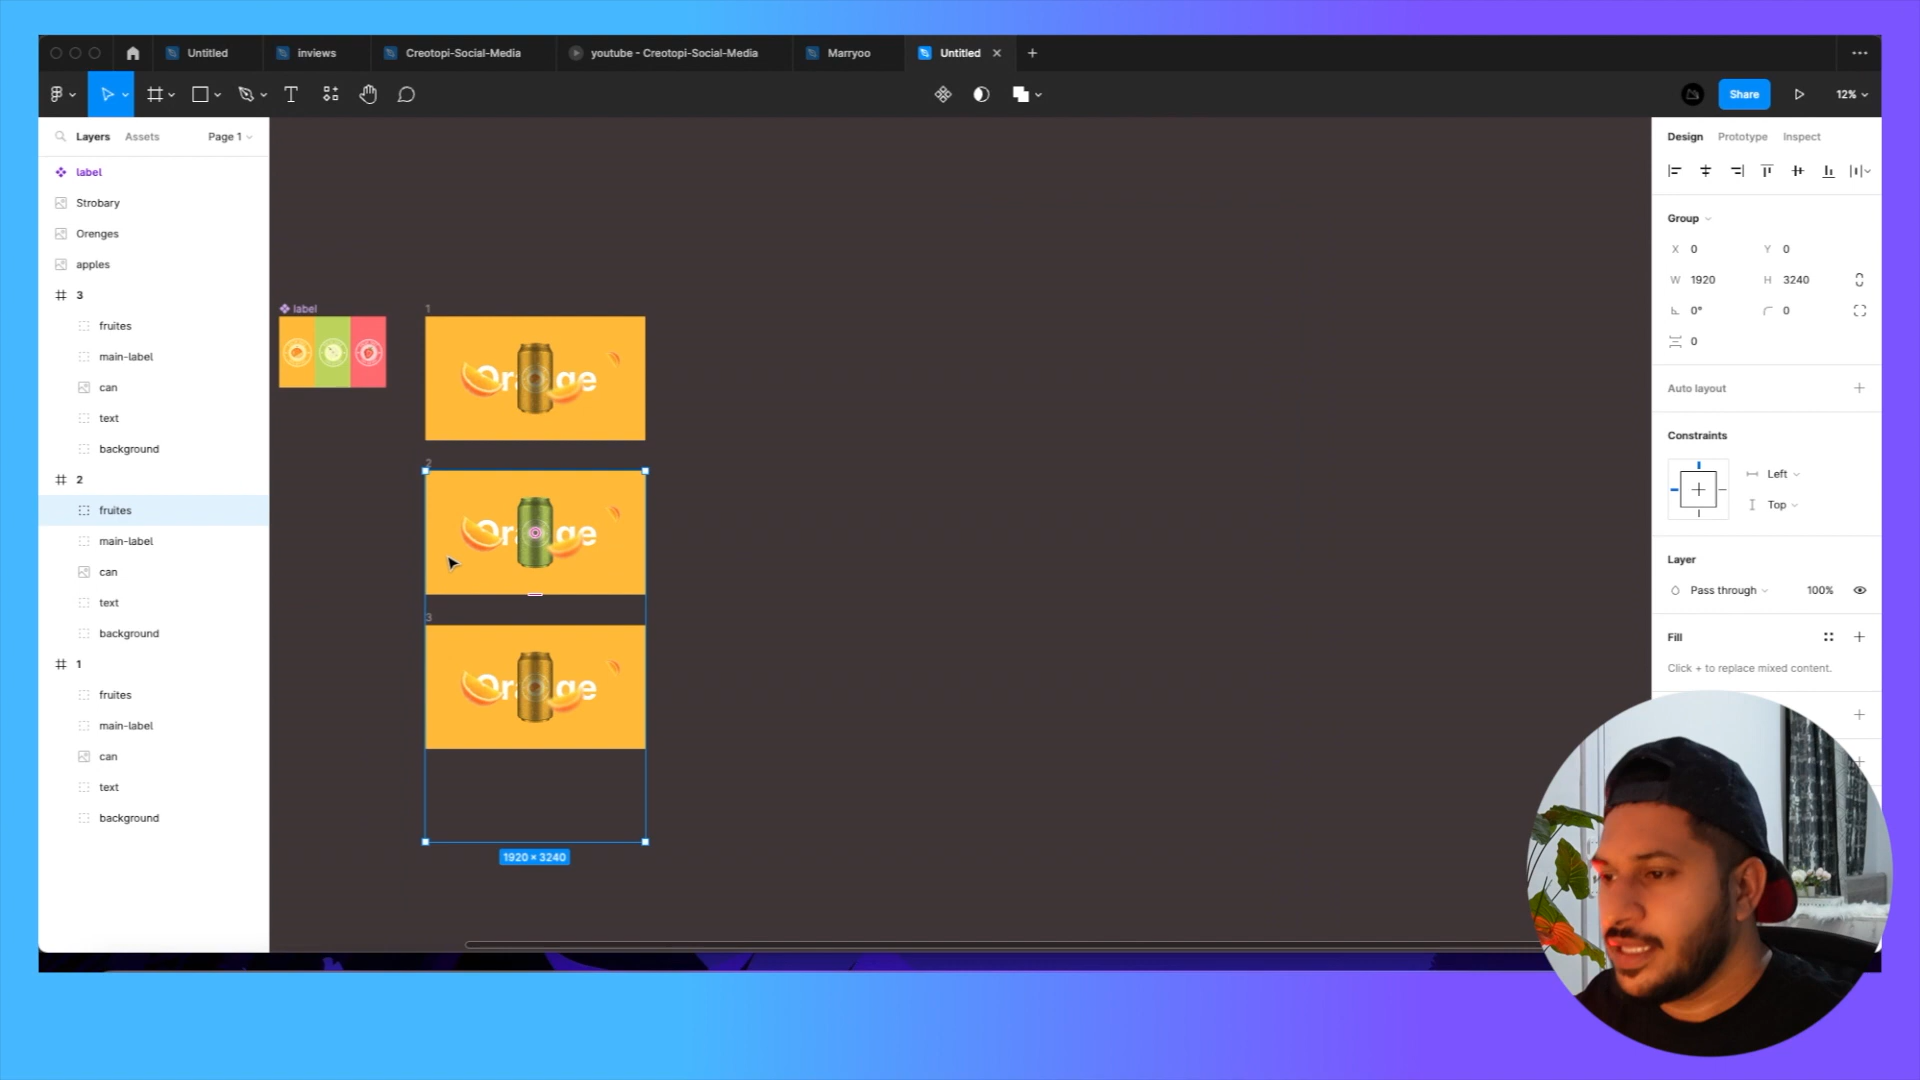 Untitled
inviews
Creotopi-Social-Media
youtube - Creotopi-Social-Media
Marryoo
Untitled
Share
12%
Layers
Assets
Page 1
label
Strobary
Orenges
apples
3
fruites
main-label
can
text
background
2
fruites
main-label
can
text
background
1
fruites
main-label
can
text
background
label
1
Orange
2
Orange
3
Orange
1920 × 3240
Design
Prototype
Inspect
Group
X 0
Y 0
W 1920
H 3240
0°
0
0
Auto layout
Constraints
Left
Top
Layer
Pass through
100%
Fill
Click + to replace mixed content.